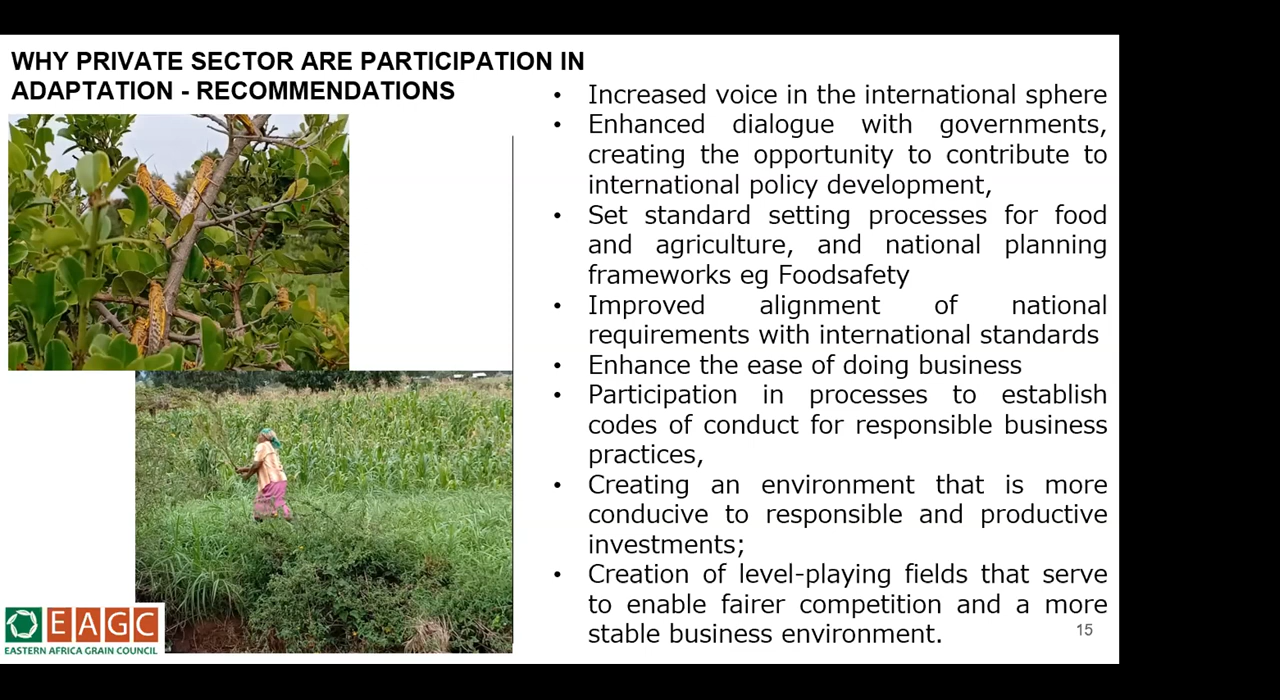 WHY PRIVATE SECTOR ARE PARTICIPATION IN
ADAPTATION - RECOMMENDATIONS
• Increased voice in the international sphere
• Enhanced dialogue with governments,
creating the opportunity to contribute to
international policy development,
• Set standard setting processes for food
and agriculture, and national planning
frameworks eg Foodsafety
• Improved alignment of national
requirements with international standards
• Enhance the ease of doing business
• Participation in processes to establish
codes of conduct for responsible business
practices,
• Creating an environment that is more
conducive to responsible and productive
investments;
• Creation of level-playing fields that serve
to enable fairer competition and a more
stable business environment.
15
EAGC
EASTERN AFRICA GRAIN COUNCIL